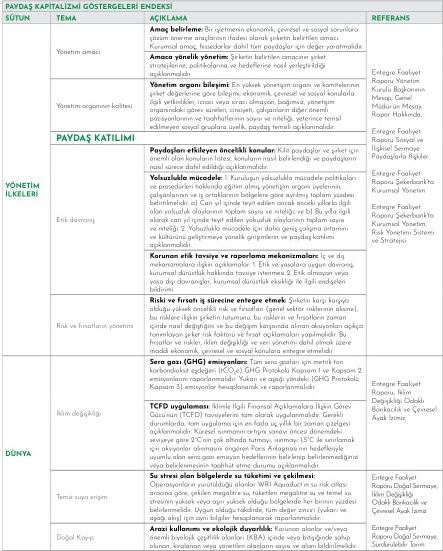 PAYDAŞ KAPİTALİZMİ GÖSTERGELERİ ENDEKSİ
SÜTUN TEMA AÇIKLAMA REFERANS
YÖNETİM
İLKELERİ
Yönetim amacı
Amaç belirleme: Bir işletmenin ekonomik, çevresel ve sosyal sorunlara
çözüm önerme araçlarının ifadesi olarak şirketin belirtilen amacı
Kurumsal amaç, hissedarlar dahil tüm paydaşlar için değer yaratmalıdır.
Amaca yönelik yönetim: Şirketin belirtilen amacının şirket
stratejilerine, politikalarına ve hedeflerine nasıl yerleştirildiği
açıklanmalıdır.
Yönetim organının kalitesi
Yönetim organı bileşimi: En yüksek yönetişim organı ve komitelerinin
şirket değerlerine göre bileşimi; ekonomik, çevresel ve sosyal konularla
ilgili yetkinlikler, icracı veya icracı olmayan, bağımsız, yönetişim
organındaki görev süreleri, cinsiyeti, çalışanların diğer önemli
pozisyonlarının ve taahhütlerinin sayısı ve niteliği, yeterince temsil
edilmeyen sosyal gruplara üyelik, paydaş temsili açıklanmalıdır.
PAYDAŞ KATILIMI
Etik davranış
Paydaşları etkileyen öncelikli konular: Kilit paydaşlar ve şirket için
önemli olan konuların listesi, konuların nasıl belirlendiği ve paydaşların
nasıl sürece dahil edildiği açıklanmalıdır.
Yolsuzlukla mücadele: 1. Kuruluşun yolsuzlukla mücadele politikaları
ve prosedürleri hakkında eğitim almış yönetişim organı üyelerinin,
çalışanlarının ve iş ortaklarının bölgelere göre ayrılmış toplam yüzdesi
belirtilmelidir. a) Cari yıl içinde teyit edilen ancak önceki yıllarla ilgili
olan yolsuzluk olaylarının toplam sayısı ve niteliği ve b) Bu yılla ilgili
olarak cari yıl içinde teyit edilen yolsuzluk olaylarının toplam sayısı
ve niteliği. 2. Yolsuzlukla mücadele için daha geniş çalışma ortamını
ve kültürünü geliştirmeye yönelik girişimlerin ve paydaş katılımı
açıklanmalıdır.
Korunan etik tavsiye ve raporlama mekanizmaları: İç ve dış
mekanizmalara ilişkin açıklamalar: 1. Etik ve yasalara uygun davranış,
kurumsal dürüstlük hakkında tavsiye istenmesi 2. Etik olmayan veya
yasa dışı davranışlar, kurumsal dürüstlük eksikliği ile ilgili endişeleri
bildirimi
Risk ve fırsatların yönetimi
Riski ve fırsatı iş sürecine entegre etmek: Şirketin karşı karşıya
olduğu yüksek öncelikli risk ve fırsatları (genel sektör risklerinin aksine),
bu risklere ilişkin şirketin tutumunu, bu risklerin ve fırsatların zaman
içinde nasıl değiştiğini ve bu değişim karşısında alınan aksiyonları açıkça
tanımlayan şirket risk faktörü ve fırsat açıklamaları yapılmalıdır. Bu
fırsatlar ve riskler, iklim değişikliği ve veri yönetimi dahil olmak üzere
maddi ekonomik, çevresel ve sosyal konulara entegre etmelidir
Entegre Faaliyet
Raporu Yönetim
Kurulu Başkanının
Mesajı, Genel
Müdürün Mesajı,
Rapor Hakkında,
Entegre Faaliyet
Raporu Sosyal ve
İlişkisel Sermaye
Paydaşlarla İlişkiler
Entegre Faaliyet
Raporu Şekerbank'ta
Kurumsal Yönetim
Entegre Faaliyet
Raporu Şekerbank'ta
Kurumsal Yönetim,
Risk Yönetim Sistemi
ve Stratejisi
DÜNYA
İklim değişikliği
Sera gazı (GHG) emisyonları: Tüm sera gazları için metrik ton
karbondioksit eşdeğeri (tCO₂e) GHG Protokolü Kapsam 1 ve Kapsam 2
emisyonlarını raporlanmalıdır. Yukarı ve aşağı yöndeki (GHG Protokolü
Kapsam 3) emisyonlar hesaplanarak ve raporlanmalıdır.
TCFD uygulaması: İklimle İlgili Finansal Açıklamalara İlişkin Görev
Gücü'nün (TCFD) tavsiyelerini tam olarak uygulanmalıdır. Gerekli
durumlarda, tam uygulama için en fazla üç yıllık bir zaman çizelgesi
açıklanmalıdır. Küresel ısınmanın artışını sanayi öncesi dönemdeki
seviyeye göre 2°C'nin çok altında tutmayı, ısınmayı 1,5°C ile sınırlamak
için aksiyonlar alınmasını öngören Paris Anlaşması'nın hedefleriyle
uyumlu olan sera gazı emisyon hedeflerinin belirlenip belirlenmediğinizi
veya belirlenmesinin taahhüt etme durumu açıklanmalıdır.
Entegre Faaliyet
Raporu, İklim
Değişikliği Odaklı
Bankacılık ve Çevresel
Ayak İzimiz
Temiz suya erişim
Su stresi olan bölgelerde su tüketimi ve çekilmesi:
Operasyonların yürütüldüğü alanlar WRI Aquaduct'ın su risk atlası
aracına göre, çekilen megalitre su, tüketilen megalitre su ve temel su
stresinin yüksek veya aşırı yüksek olduğu bölgelerde her birinin yüzdesi
belirtilmelidir. Uygun olduğu takdirde, tüm değer zinciri (yukarı ve
aşağı akış) için aynı bilgiler hesaplanarak raporlanmalıdır.
Entegre Faaliyet
Raporu Doğal Sermaye,
İklim Değişikliği
Odaklı Bankacılık ve
Çevresel Ayak İzimiz
Doğal Kayıp
Arazi kullanımı ve ekolojik duyarlılık: Korunan alanlar ve/veya
önemli biyolojik çeşitlilik alanları (KBA) içinde veya bitişiğinde sahip
olunan, kiralanan veya yönetilen alanların sayısı ve alanı bildirilmelidir.
Entegre Faaliyet
Raporu Doğal Sermaye,
Sürdürülebilir Tarım